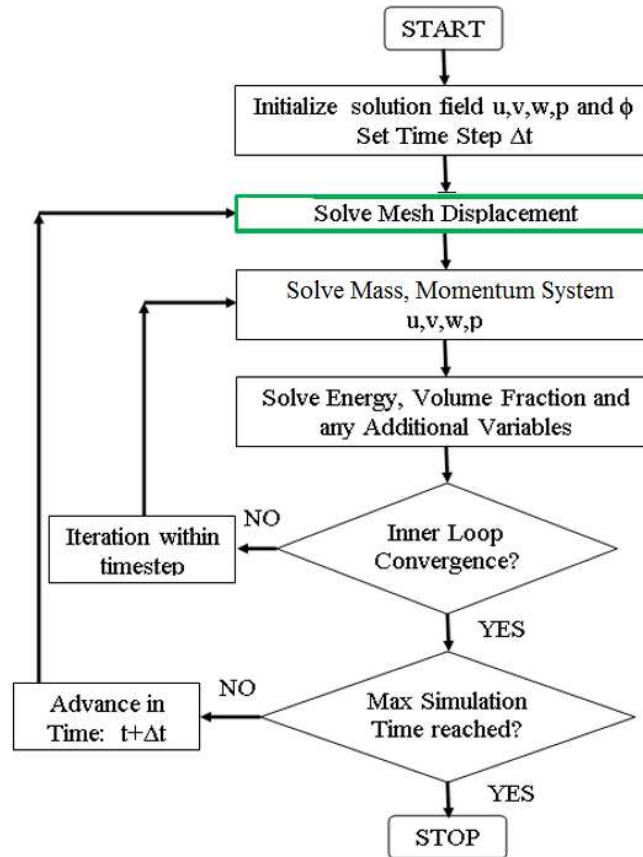 START
Initialize solution field u,v,w,p and ϕ
Set Time Step Δt
Solve Mesh Displacement
Solve Mass, Momentum System
u,v,w,p
Solve Energy, Volume Fraction and
any Additional Variables
Inner Loop
Convergence?
NO
Iteration within
timestep
YES
Max Simulation
Time reached?
NO
Advance in
Time: t+Δt
YES
STOP